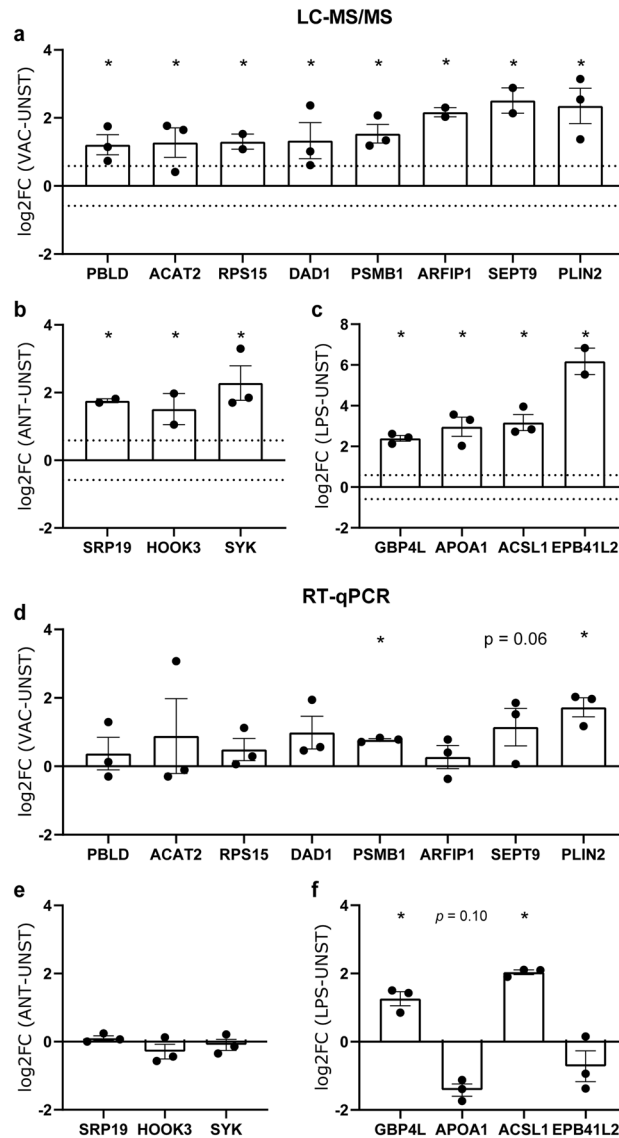 LC-MS/MS
a
log2FC (VAC-UNST)
4
2
0
-2
* * * * * * * *
PBLD ACAT2 RPS15 DAD1 PSMB1 ARFIP1 SEPT9 PLIN2
b
log2FC (ANT-UNST)
4
2
0
-2
* * *
SRP19 HOOK3 SYK
c
log2FC (LPS-UNST)
8
6
4
2
0
-2
* * * *
GBP4L APOA1 ACSL1 EPB41L2
RT-qPCR
d
log2FC (VAC-UNST)
4
2
0
-2
* p = 0.06 *
PBLD ACAT2 RPS15 DAD1 PSMB1 ARFIP1 SEPT9 PLIN2
e
log2FC (ANT-UNST)
4
2
0
-2
SRP19 HOOK3 SYK
f
log2FC (LPS-UNST)
4
2
0
-2
* p = 0.10 *
GBP4L APOA1 ACSL1 EPB41L2